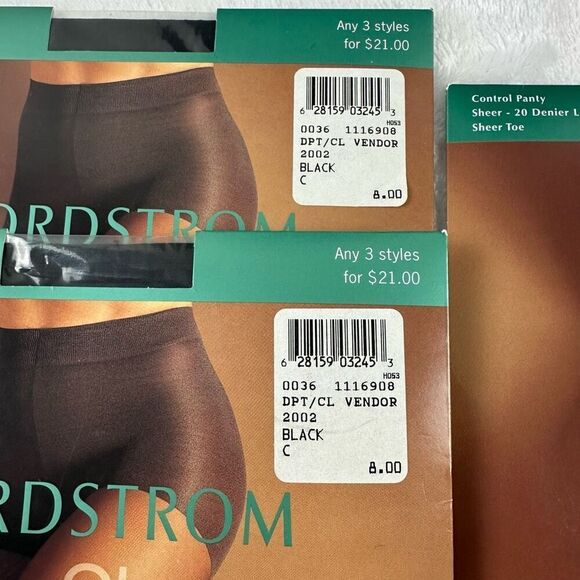 Any 3 styles
for $21.00
6 28159 03245 3
H053
0036 1116908
DPT/CL VENDOR
2002
BLACK
C
8.00
ORDSTROM
Control Panty
Sheer - 20 Denier L
Sheer Toe
Any 3 styles
for $21.00
6 28159 03245 3
H053
0036 1116908
DPT/CL VENDOR
2002
BLACK
C
8.00
RDSTROM